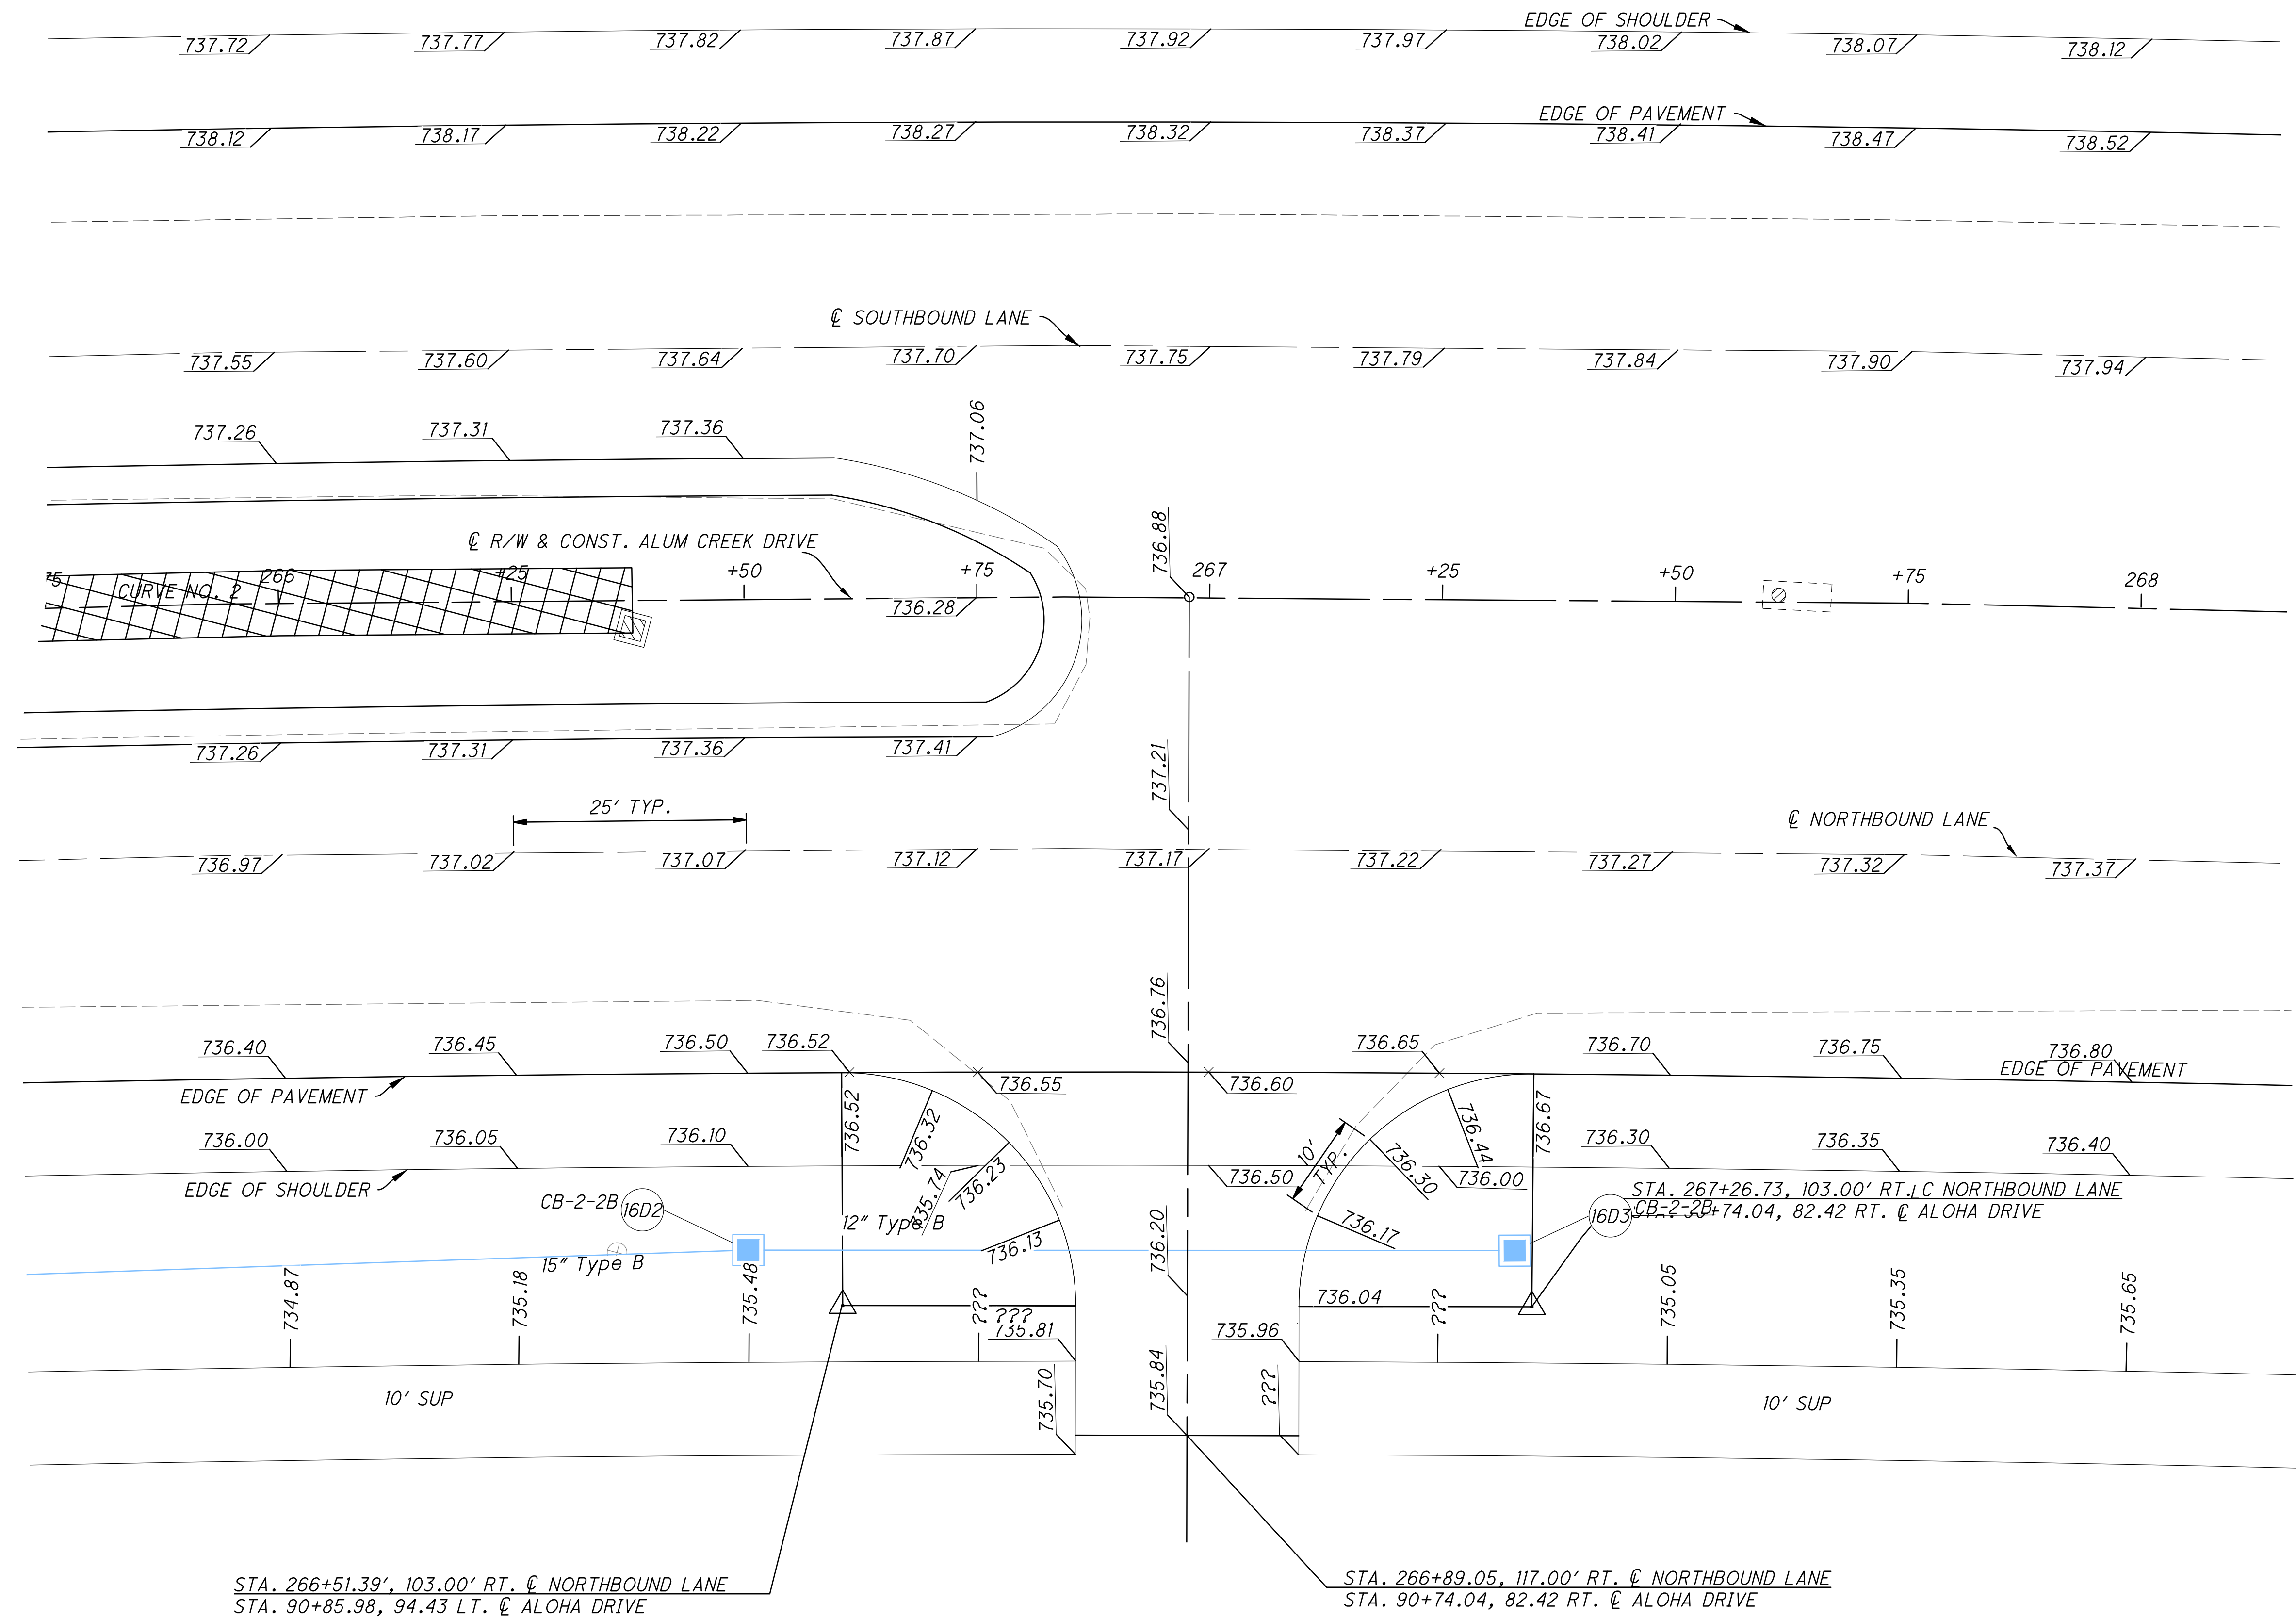 EDGE OF SHOULDER
737.72 737.77 737.82 737.87 737.92 737.97 738.02 738.07 738.12
EDGE OF PAVEMENT
738.12 738.17 738.22 738.27 738.32 738.37 738.41 738.47 738.52
℄ SOUTHBOUND LANE
737.55 737.60 737.64 737.70 737.75 737.79 737.84 737.90 737.94
737.26 737.31 737.36 737.06
℄ R/W & CONST. ALUM CREEK DRIVE
736.88
75 266 +25 +50 +75 267 +25 +50 +75 268
CURVE NO. 2
736.28
737.26 737.31 737.36 737.41
737.21
25' TYP.
℄ NORTHBOUND LANE
736.97 737.02 737.07 737.12 737.17 737.22 737.27 737.32 737.37
736.76
736.40 736.45 736.50 736.52 736.65 736.70 736.75 736.80
736.55 736.60
EDGE OF PAVEMENT
EDGE OF PAVEMENT
736.52 736.32 736.44 736.67
736.00 736.05 736.10 736.30 736.35 736.40
10'
TYP.
735.74 736.23 736.50 736.30 736.00
EDGE OF SHOULDER
CB-2-2B 16D2
12" Type B
736.13 736.20 736.17
STA. 267+26.73, 103.00' RT. LC NORTHBOUND LANE
16D3 CB-2-2B
+74.04, 82.42 RT. ℄ ALOHA DRIVE
15" Type B
734.87 735.18 735.48 ??? ??? 736.04 ??? 735.05 735.35 735.65
735.81 735.96
735.70 735.84 ???
10' SUP
10' SUP
STA. 266+51.39', 103.00' RT. ℄ NORTHBOUND LANE
STA. 90+85.98, 94.43 LT. ℄ ALOHA DRIVE
STA. 266+89.05, 117.00' RT. ℄ NORTHBOUND LANE
STA. 90+74.04, 82.42 RT. ℄ ALOHA DRIVE